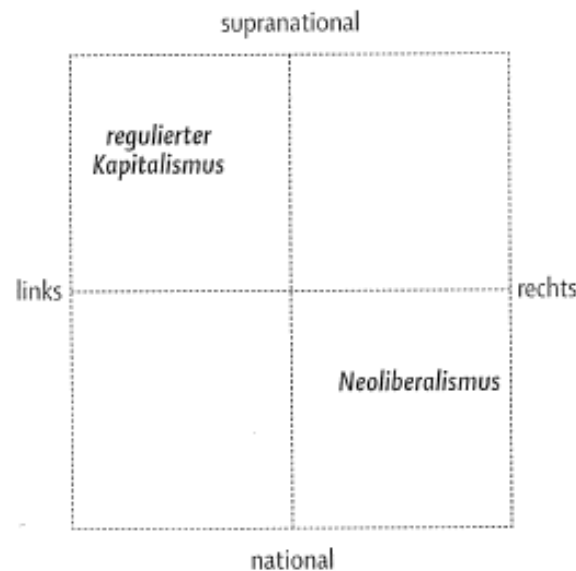 supranational
regulierter
Kapitalismus
links
rechts
Neoliberalismus
national